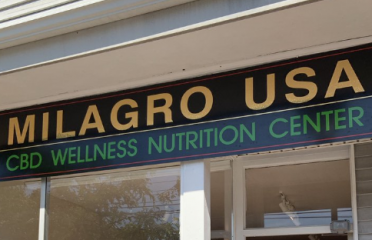 MILAGRO USA
CBD WELLNESS NUTRITION CENTER